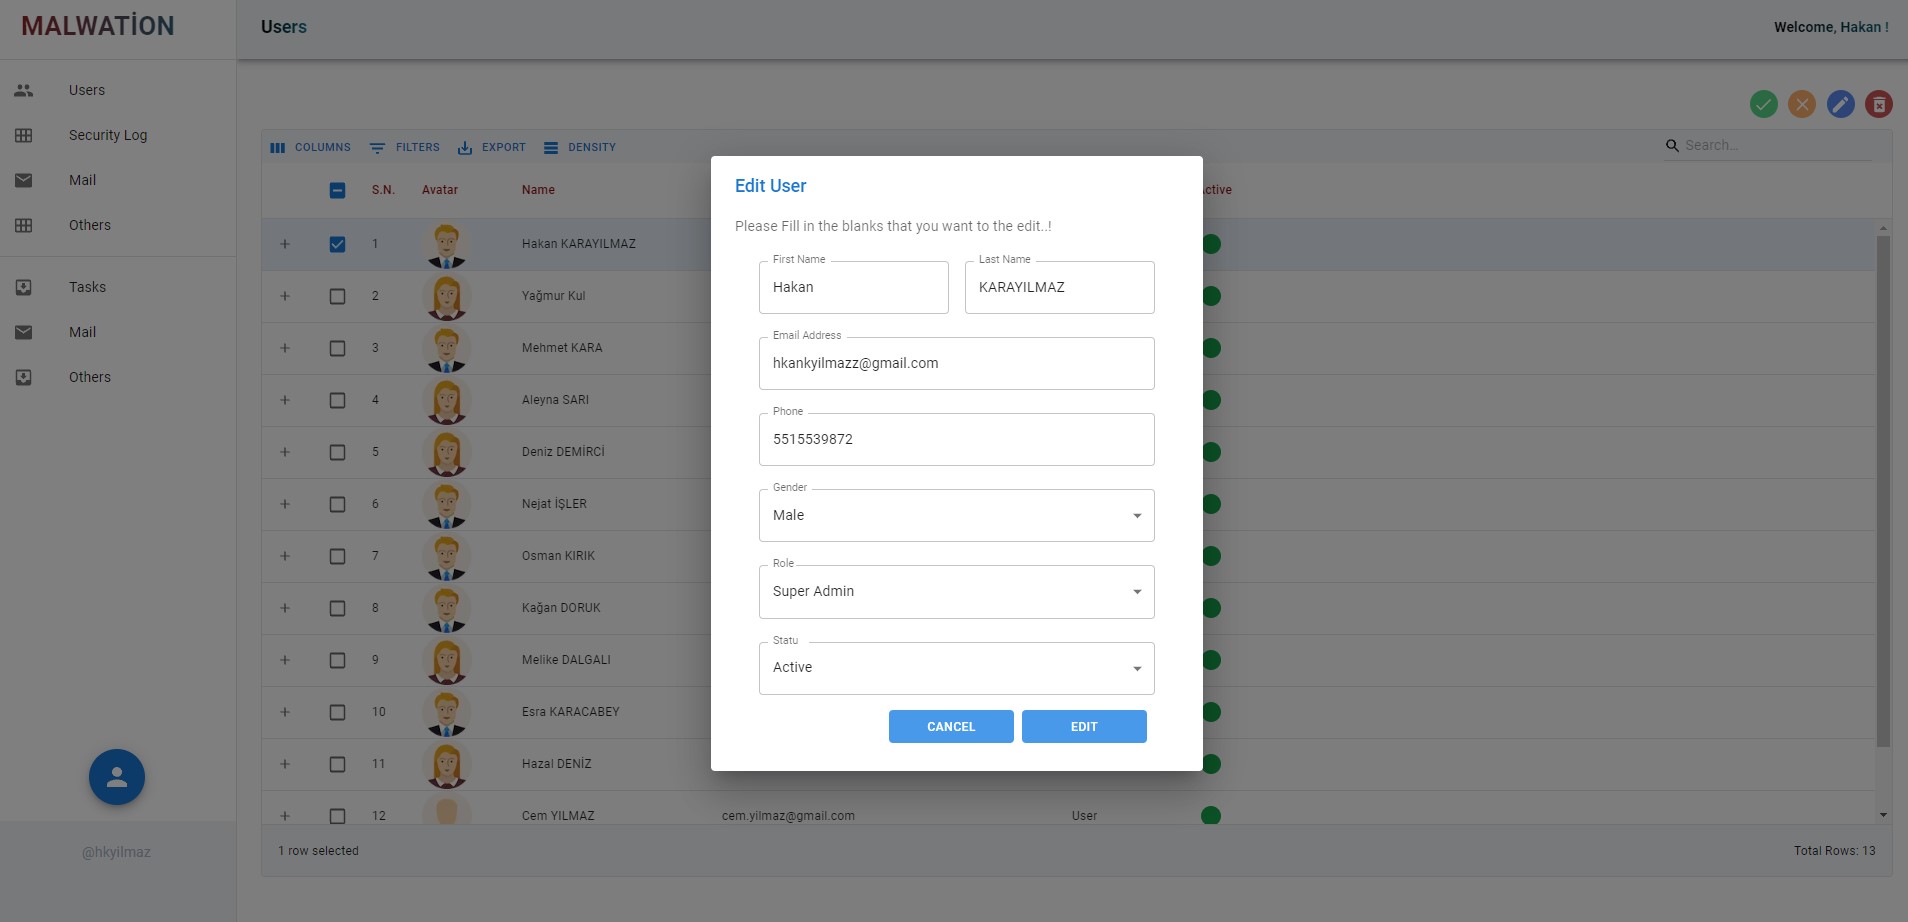 MALWATİON
Users
Welcome, Hakan !
Users
Security Log
Mail
Others
Tasks
Mail
Others
@hkyilmaz
COLUMNS FILTERS EXPORT DENSITY
Search…
S.N. Avatar Name ctive
1 Hakan KARAYILMAZ
2 Yağmur Kul
3 Mehmet KARA
4 Aleyna SARI
5 Deniz DEMİRCİ
6 Nejat İŞLER
7 Osman KIRIK
8 Kağan DORUK
9 Melike DALGALI
10 Esra KARACABEY
11 Hazal DENİZ
12 Cem YILMAZ cem.yilmaz@gmail.com User
1 row selected
Total Rows: 13
Edit User
Please Fill in the blanks that you want to the edit..!
First Name
Hakan
Last Name
KARAYILMAZ
Email Address
hkankyilmazz@gmail.com
Phone
5515539872
Gender
Male
Role
Super Admin
Statu
Active
CANCEL
EDIT